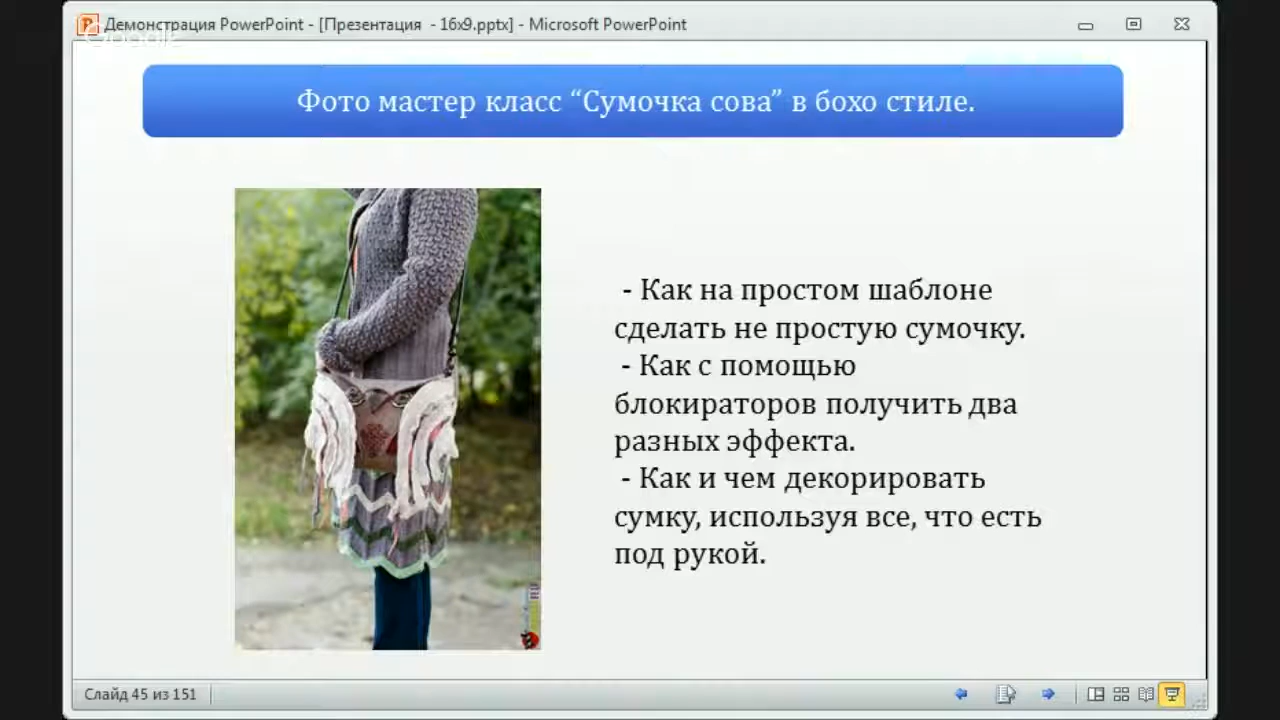 Демонстрация PowerPoint - [Презентация - 16x9.pptx] - Microsoft PowerPoint
Фото мастер класс “Сумочка сова” в бохо стиле.
- Как на простом шаблоне
сделать не простую сумочку.
- Как с помощью
блокираторов получить два
разных эффекта.
- Как и чем декорировать
сумку, используя все, что есть
под рукой.
Слайд 45 из 151